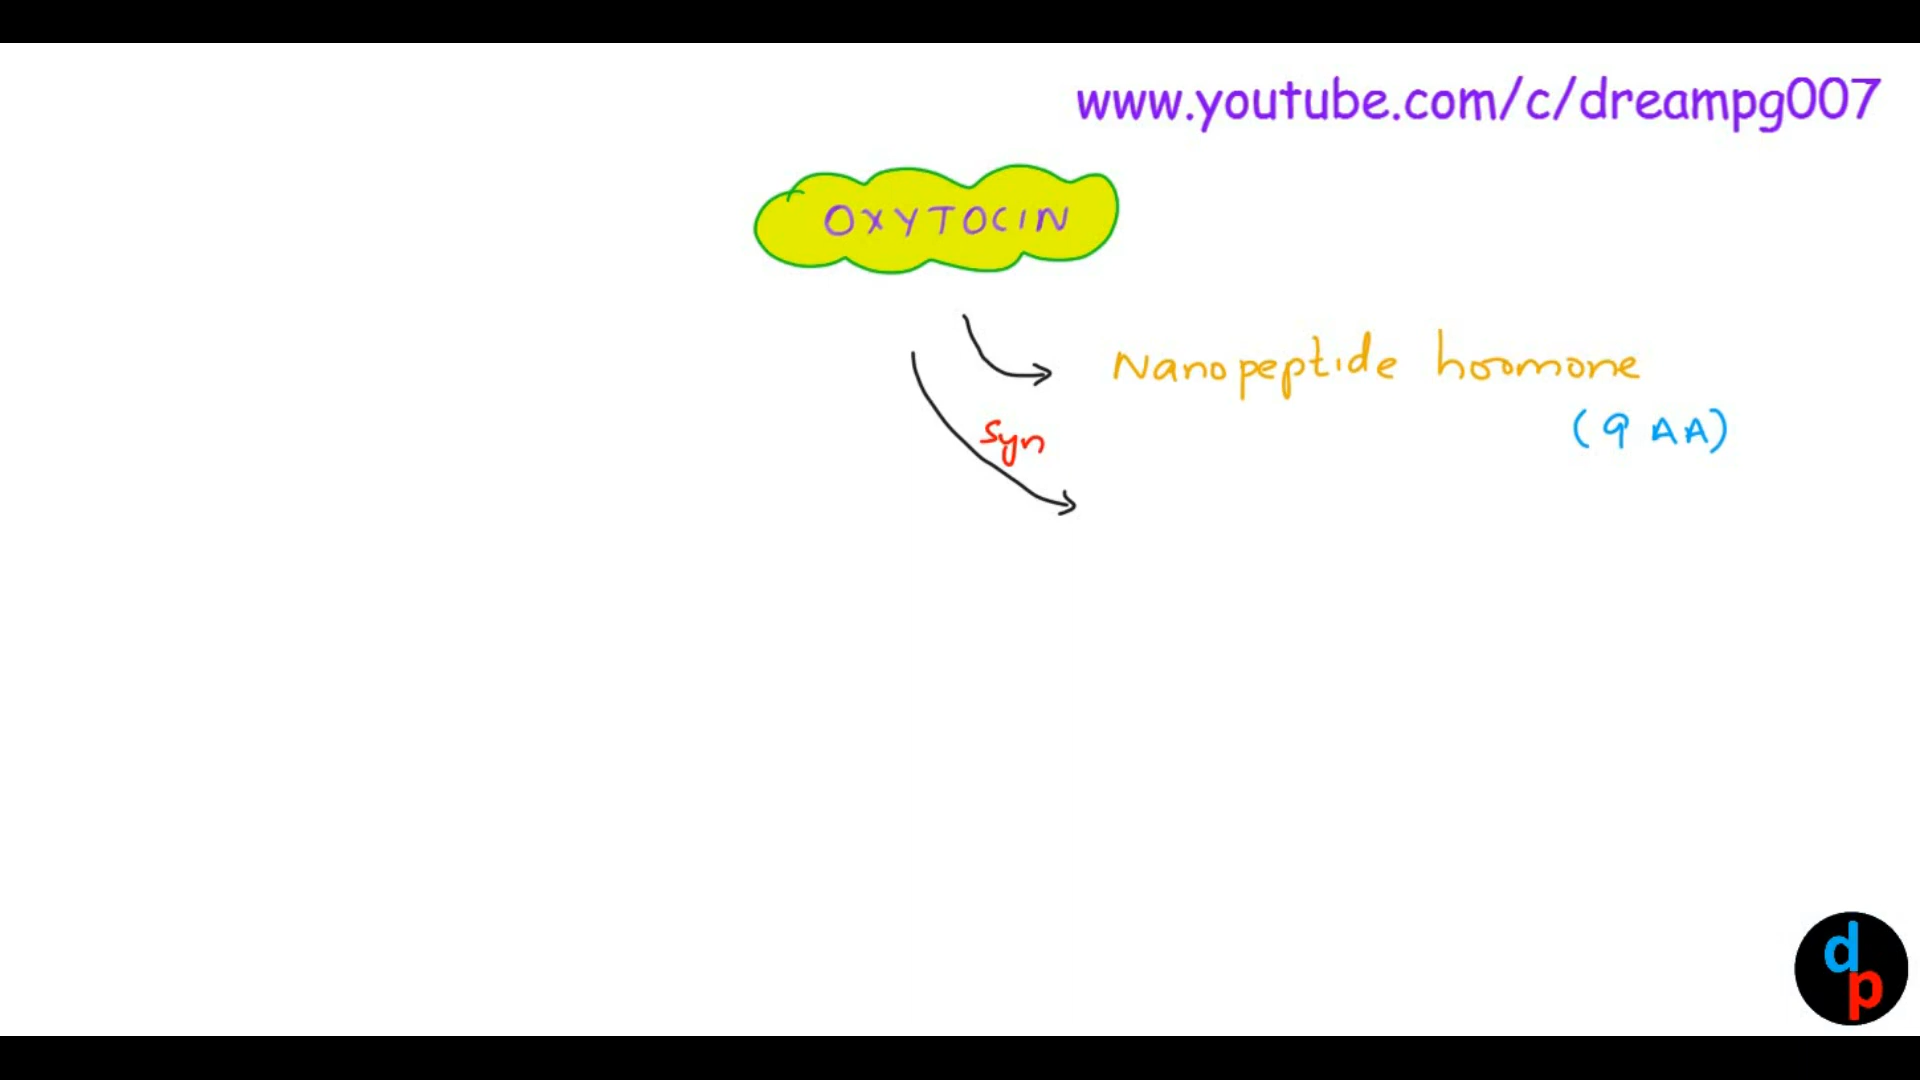 www.youtube.com/c/dreampg007
OXYTOCIN
Nanopeptide hormone
(9 AA)
Syn
dp